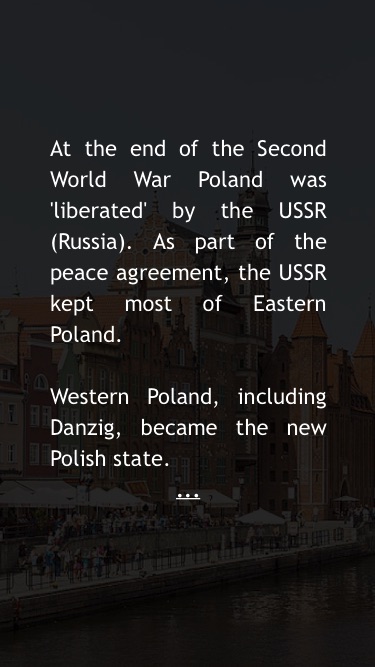 At the end of the Second
World War Poland was
'liberated' by the USSR
(Russia). As part of the
peace agreement, the USSR
kept most of Eastern
Poland.
Western Poland, including
Danzig, became the new
Polish state.
...